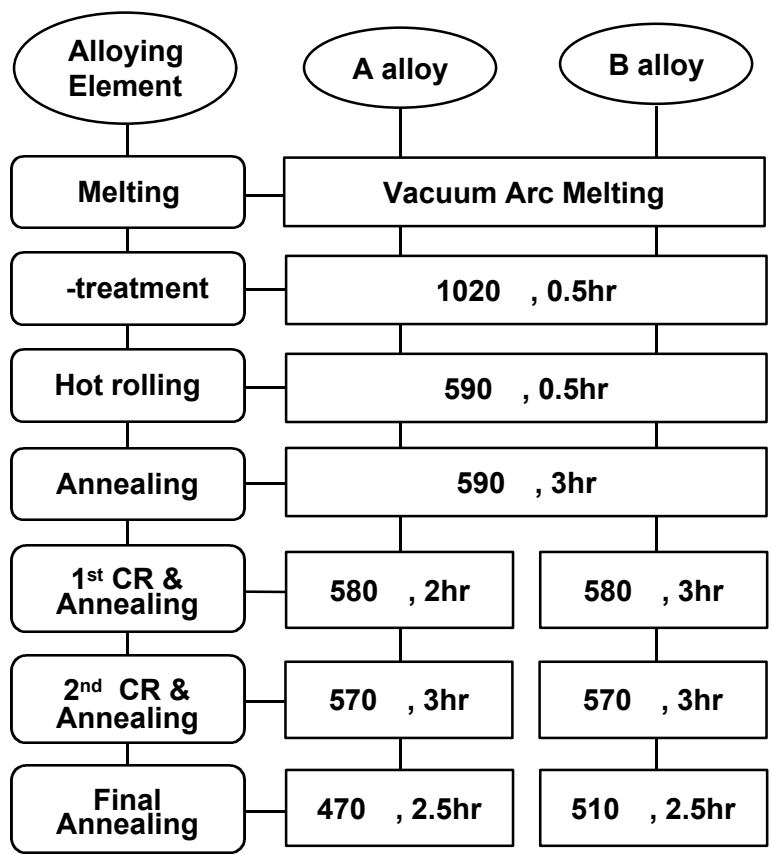 Alloying
Element
A alloy
B alloy
Melting
Vacuum Arc Melting
-treatment
1020 , 0.5hr
Hot rolling
590 , 0.5hr
Annealing
590 , 3hr
1st CR &
Annealing
580 , 2hr
580 , 3hr
2nd CR &
Annealing
570 , 3hr
570 , 3hr
Final
Annealing
470 , 2.5hr
510 , 2.5hr